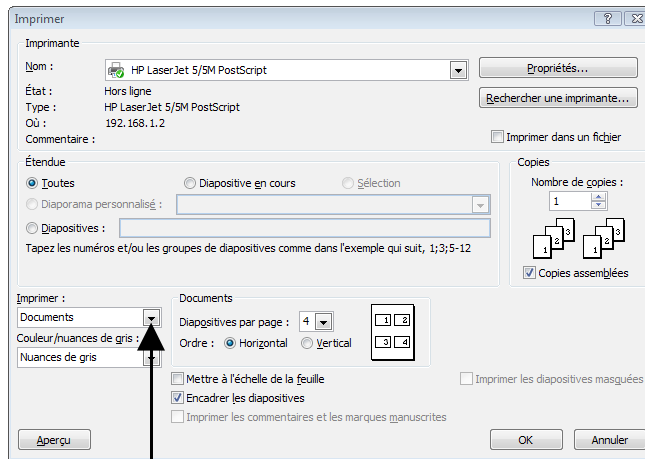 Imprimer
Imprimante
Nom : HP LaserJet 5/5M PostScript Propriétés...
État : Hors ligne
Type : HP LaserJet 5/5M PostScript Rechercher une imprimante...
Où : 192.168.1.2
Commentaire : Imprimer dans un fichier
Étendue Copies
Toutes Diapositive en cours Sélection Nombre de copies :
Diaporama personnalisé : 1
Diapositives :
Tapez les numéros et/ou les groupes de diapositives comme dans l'exemple qui suit, 1;3;5-12
1 2 3 1 2 3
Copies assemblées
Imprimer : Documents
Documents Diapositives par page : 4 1 2
Couleur/nuances de gris : Ordre : Horizontal Vertical 3 4
Nuances de gris
Mettre à l'échelle de la feuille Imprimer les diapositives masquées
Encadrer les diapositives
Imprimer les commentaires et les marques manuscrites
Aperçu OK Annuler